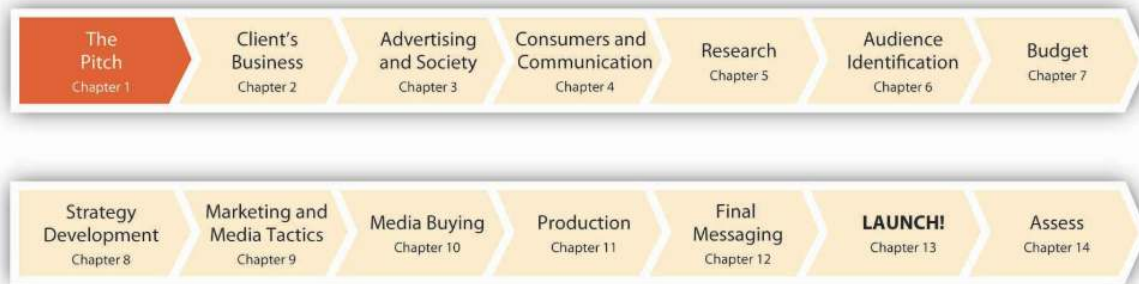 The
Pitch
Chapter 1
Client's
Business
Chapter 2
Advertising
and Society
Chapter 3
Consumers and
Communication
Chapter 4
Research
Chapter 5
Audience
Identification
Chapter 6
Budget
Chapter 7
Strategy
Development
Chapter 8
Marketing and
Media Tactics
Chapter 9
Media Buying
Chapter 10
Production
Chapter 11
Final
Messaging
Chapter 12
LAUNCH!
Chapter 13
Assess
Chapter 14